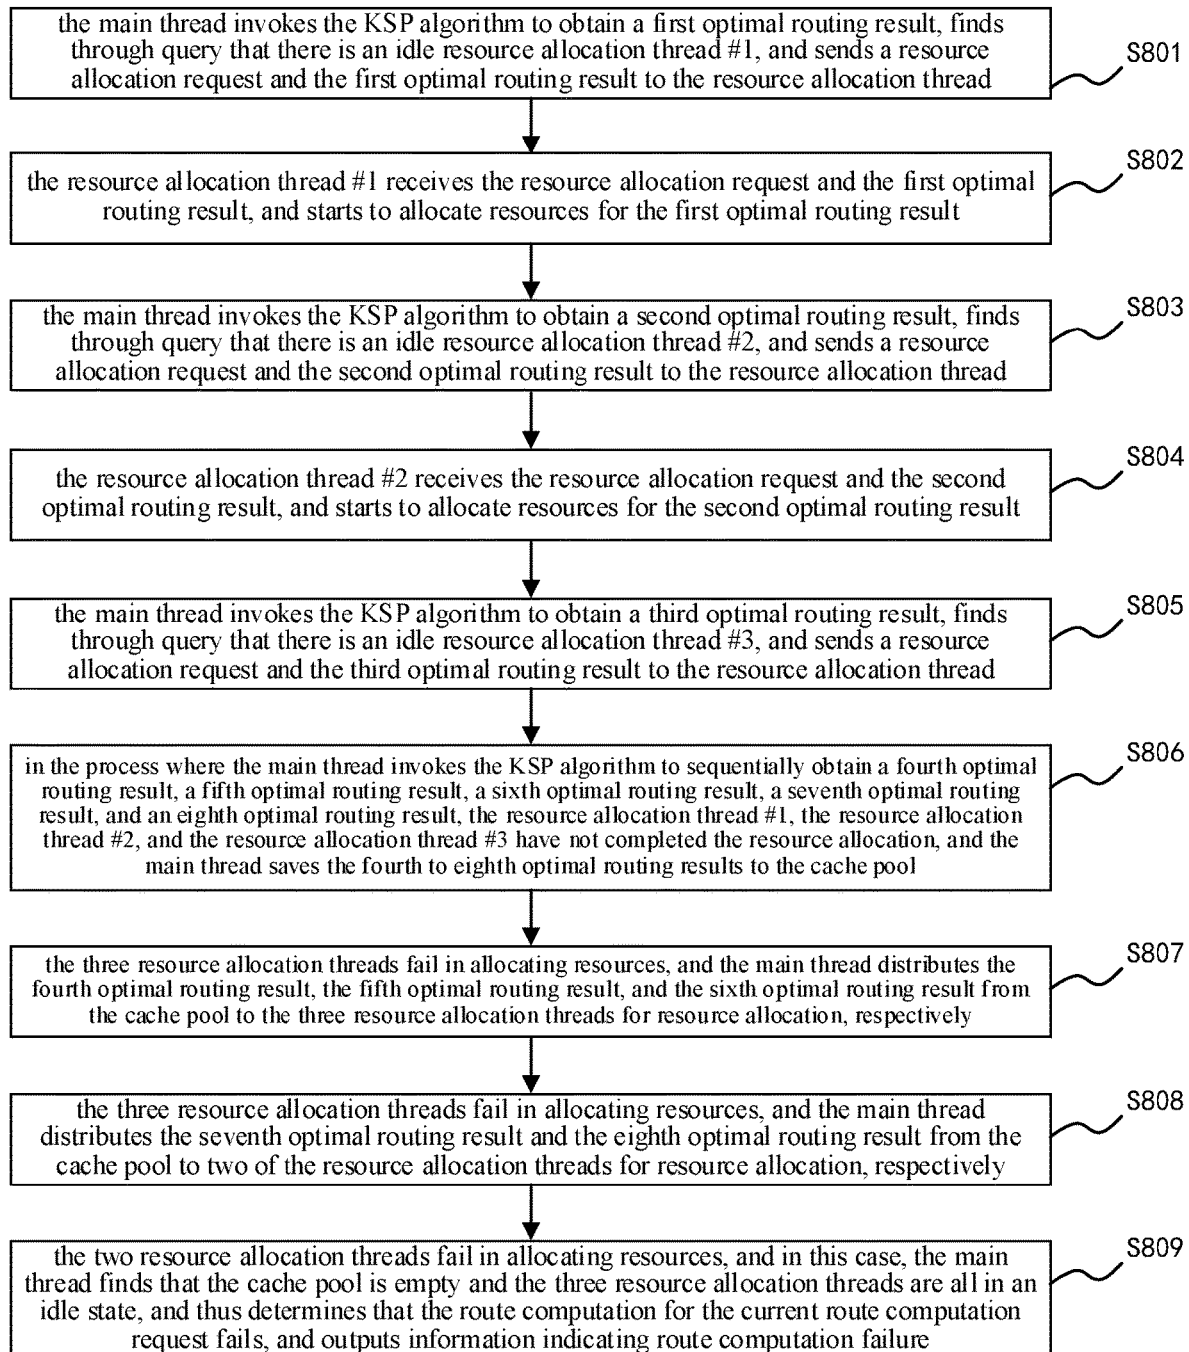 the main thread invokes the KSP algorithm to obtain a first optimal routing result, finds
through query that there is an idle resource allocation thread #1, and sends a resource
allocation request and the first optimal routing result to the resource allocation thread
S801
the resource allocation thread #1 receives the resource allocation request and the first optimal
routing result, and starts to allocate resources for the first optimal routing result
S802
the main thread invokes the KSP algorithm to obtain a second optimal routing result, finds
through query that there is an idle resource allocation thread #2, and sends a resource
allocation request and the second optimal routing result to the resource allocation thread
S803
the resource allocation thread #2 receives the resource allocation request and the second
optimal routing result, and starts to allocate resources for the second optimal routing result
S804
the main thread invokes the KSP algorithm to obtain a third optimal routing result, finds
through query that there is an idle resource allocation thread #3, and sends a resource
allocation request and the third optimal routing result to the resource allocation thread
S805
in the process where the main thread invokes the KSP algorithm to sequentially obtain a fourth optimal
routing result, a fifth optimal routing result, a sixth optimal routing result, a seventh optimal routing
result, and an eighth optimal routing result, the resource allocation thread #1, the resource allocation
thread #2, and the resource allocation thread #3 have not completed the resource allocation, and the
main thread saves the fourth to eighth optimal routing results to the cache pool
S806
the three resource allocation threads fail in allocating resources, and the main thread distributes the
fourth optimal routing result, the fifth optimal routing result, and the sixth optimal routing result from
the cache pool to the three resource allocation threads for resource allocation, respectively
S807
the three resource allocation threads fail in allocating resources, and the main thread
distributes the seventh optimal routing result and the eighth optimal routing result from the
cache pool to two of the resource allocation threads for resource allocation, respectively
S808
the two resource allocation threads fail in allocating resources, and in this case, the main
thread finds that the cache pool is empty and the three resource allocation threads are all in an
idle state, and thus determines that the route computation for the current route computation
request fails, and outputs information indicating route computation failure
S809